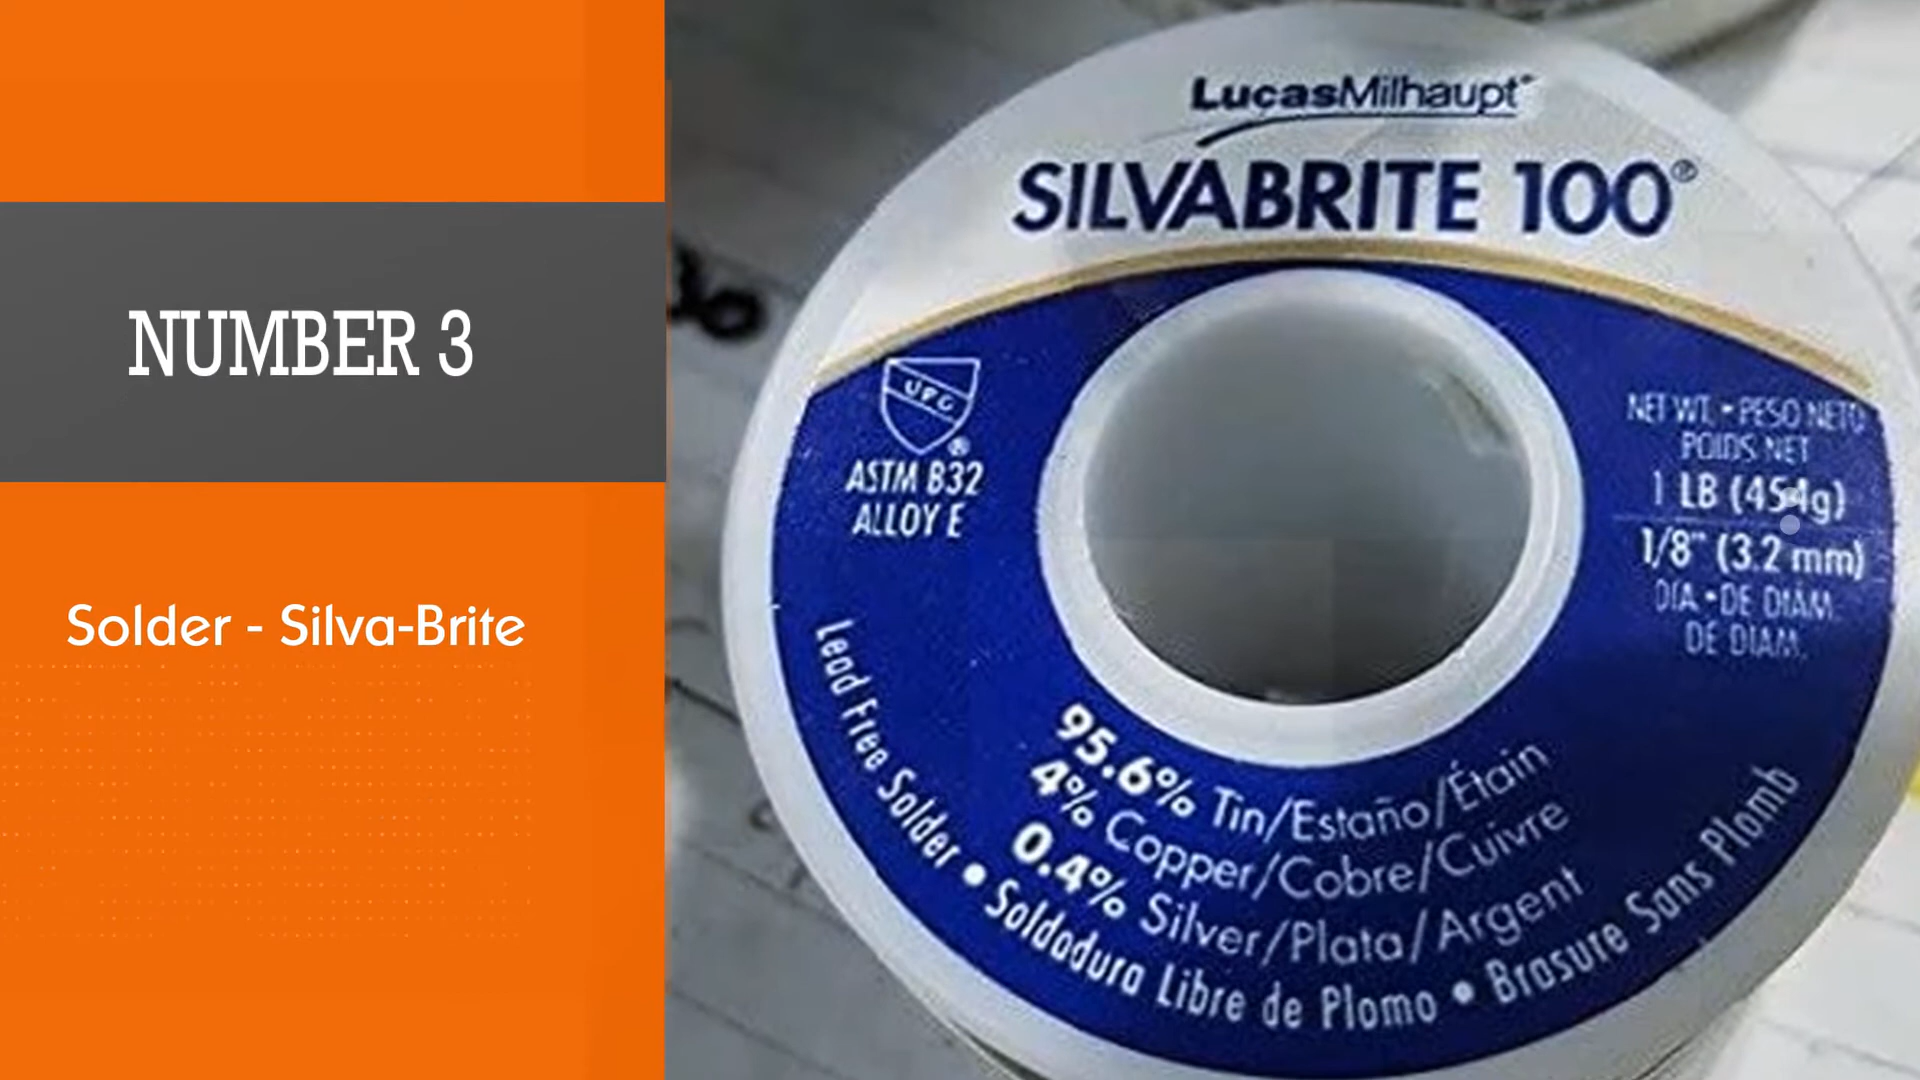 NUMBER 3
Solder - Silva-Brite
LucasMilhaupt®
SILVABRITE 100®
UPC
®
ASTM B32
ALLOY E
NET WT. • PESO NETO
POIDS NET
1 LB (454g)
1/8" (3.2 mm)
DIA. • DE DIÁM.
DE DIAM.
95.6% Tin/Estaño/Étain
4% Copper/Cobre/Cuivre
0.4% Silver/Plata/Argent
Lead Free Solder • Soldadura Libre de Plomo • Brasure Sans Plomb